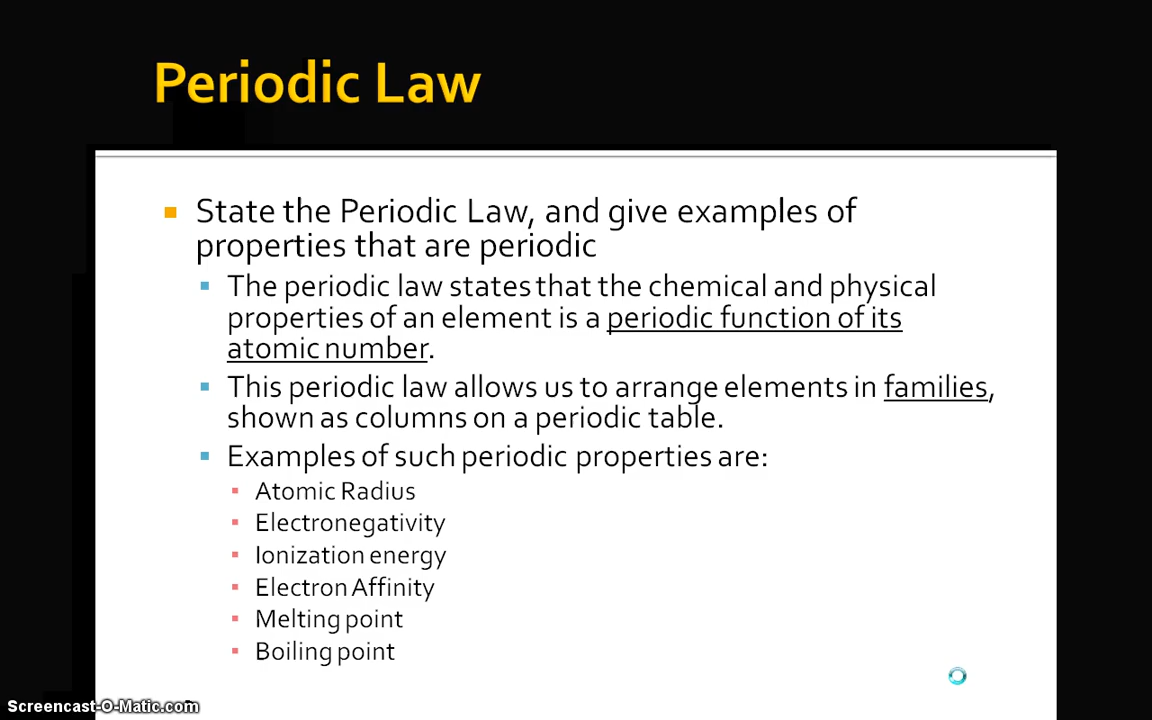 Periodic Law
State the Periodic Law, and give examples of
properties that are periodic
The periodic law states that the chemical and physical
properties of an element is a periodic function of its
atomic number.
This periodic law allows us to arrange elements in families,
shown as columns on a periodic table.
Examples of such periodic properties are:
Atomic Radius
Electronegativity
Ionization energy
Electron Affinity
Melting point
Boiling point
Screencast-O-Matic.com